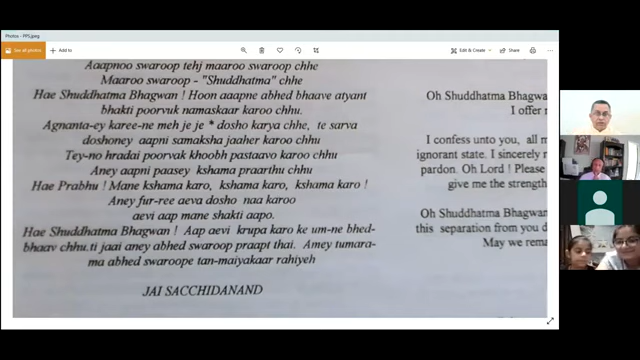 Photos - PPS.jpeg
See all photos
Add to
Edit & Create
Share
Aaapnoo swaroop tehj maaroo swaroop chhe
Maaroo swaroop - "Shuddhatma" chhe
Hae Shuddhatma Bhagwan ! Hoon aaapne abhed bhaave atyant
bhakti poorvuk namaskaar karoo chhu.
Agnanta-ey karee-ne meh je je * dosho karya chhe, te sarva
doshoney aapni samaksha jaaher karoo chhu
Tey-no hradai poorvak khoobh pastaavo karoo chhu
Aney aapni paasey kshama praarthu chhu
Hae Prabhu ! Mane kshama karo, kshama karo, kshama karo !
Aney fur-ree aeva dosho naa karoo
aevi aap mane shakti aapo.
Hae Shuddhatma Bhagwan ! Aap aevi krupa karo ke um-ne bhed-
bhaav chhu.ti jaai aney abhed swaroop praapt thai. Amey tumara-
ma abhed swaroope tan-maiyakaar rahiyeh
JAI SACCHIDANAND
Oh Shuddhatma Bhagwa
I offer
I confess unto you, all m
ignorant state. I sincerely r
pardon. Oh Lord ! Please
give me the strength
Oh Shuddhatma Bhagwan
this separation from you d
May we rema